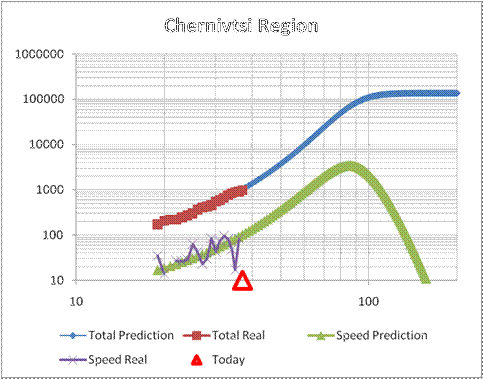 Chernivtsi Region
1000000
100000
10000
1000
100
10
10 100
Total Prediction Total Real Speed Prediction
Speed Real Today